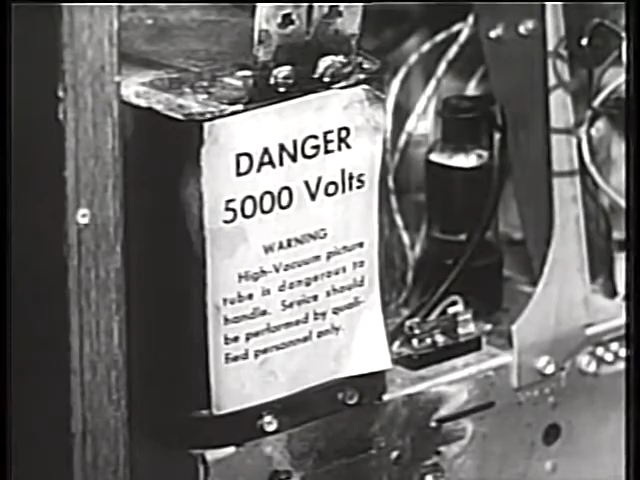 DANGER
5000 Volts
WARNING
High-Vacuum picture
tube is dangerous to
handle. Sevice should
be performed by quali-
fied personnel only.